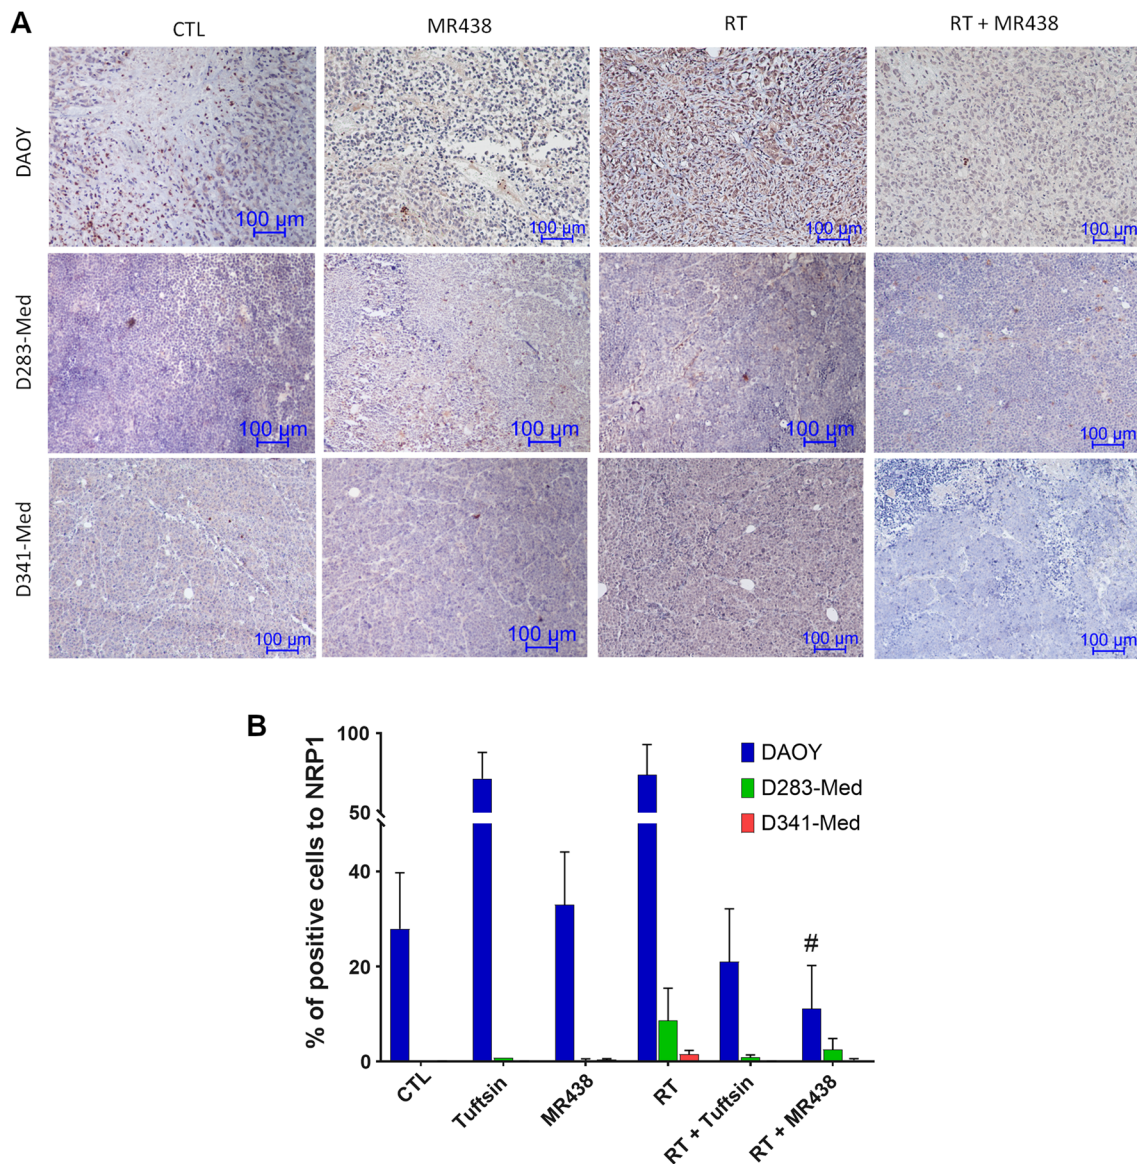 A
CTL
MR438
RT
RT + MR438
DAOY
100 µm
100 µm
100 µm
100 µm
D283-Med
100 µm
100 µm
100 µm
100 µm
D341-Med
100 µm
100 µm
100 µm
100 µm
B
% of positive cells to NRP1
100
50
40
20
0
DAOY
D283-Med
D341-Med
#
CTL
Tuftsin
MR438
RT
RT + Tuftsin
RT + MR438